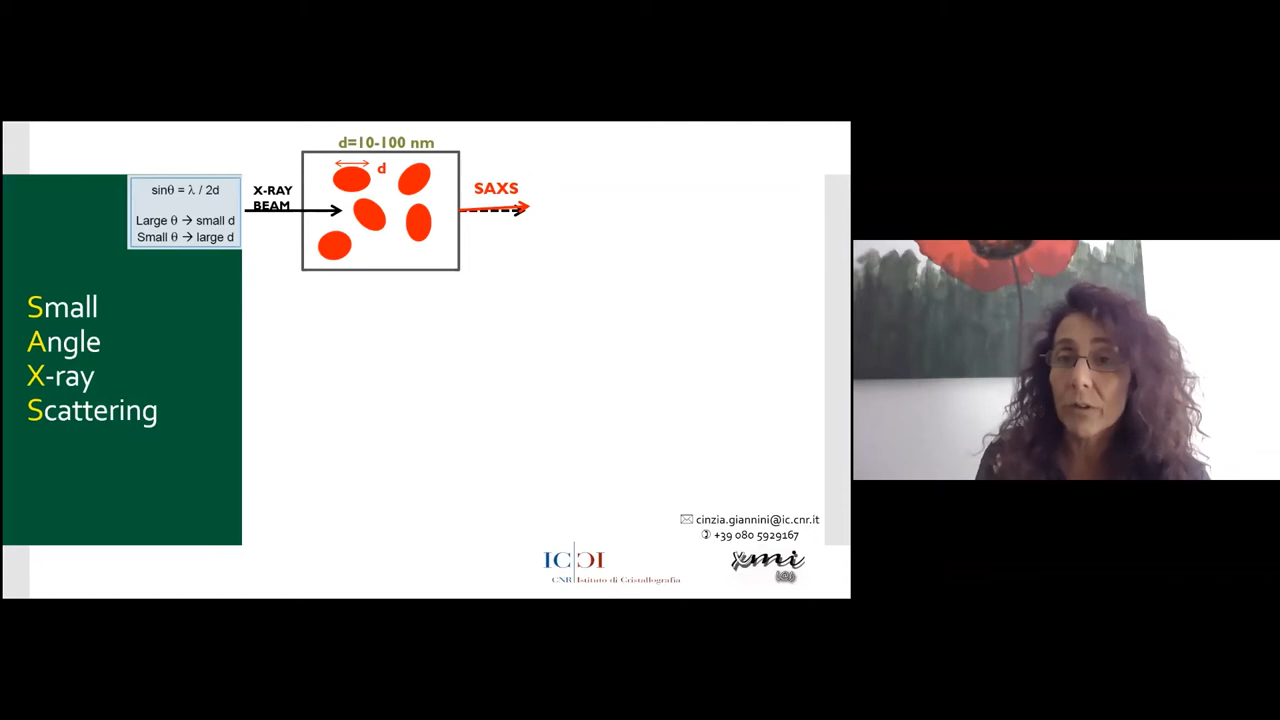 d=10-100 nm
sinθ = λ / 2d
Large θ → small d
Small θ → large d
X-RAY
BEAM
d
SAXS
Small
Angle
X-ray
Scattering
cinzia.giannini@ic.cnr.it
+39 080 5929167
CNR Istituto di Cristallografia
xmi